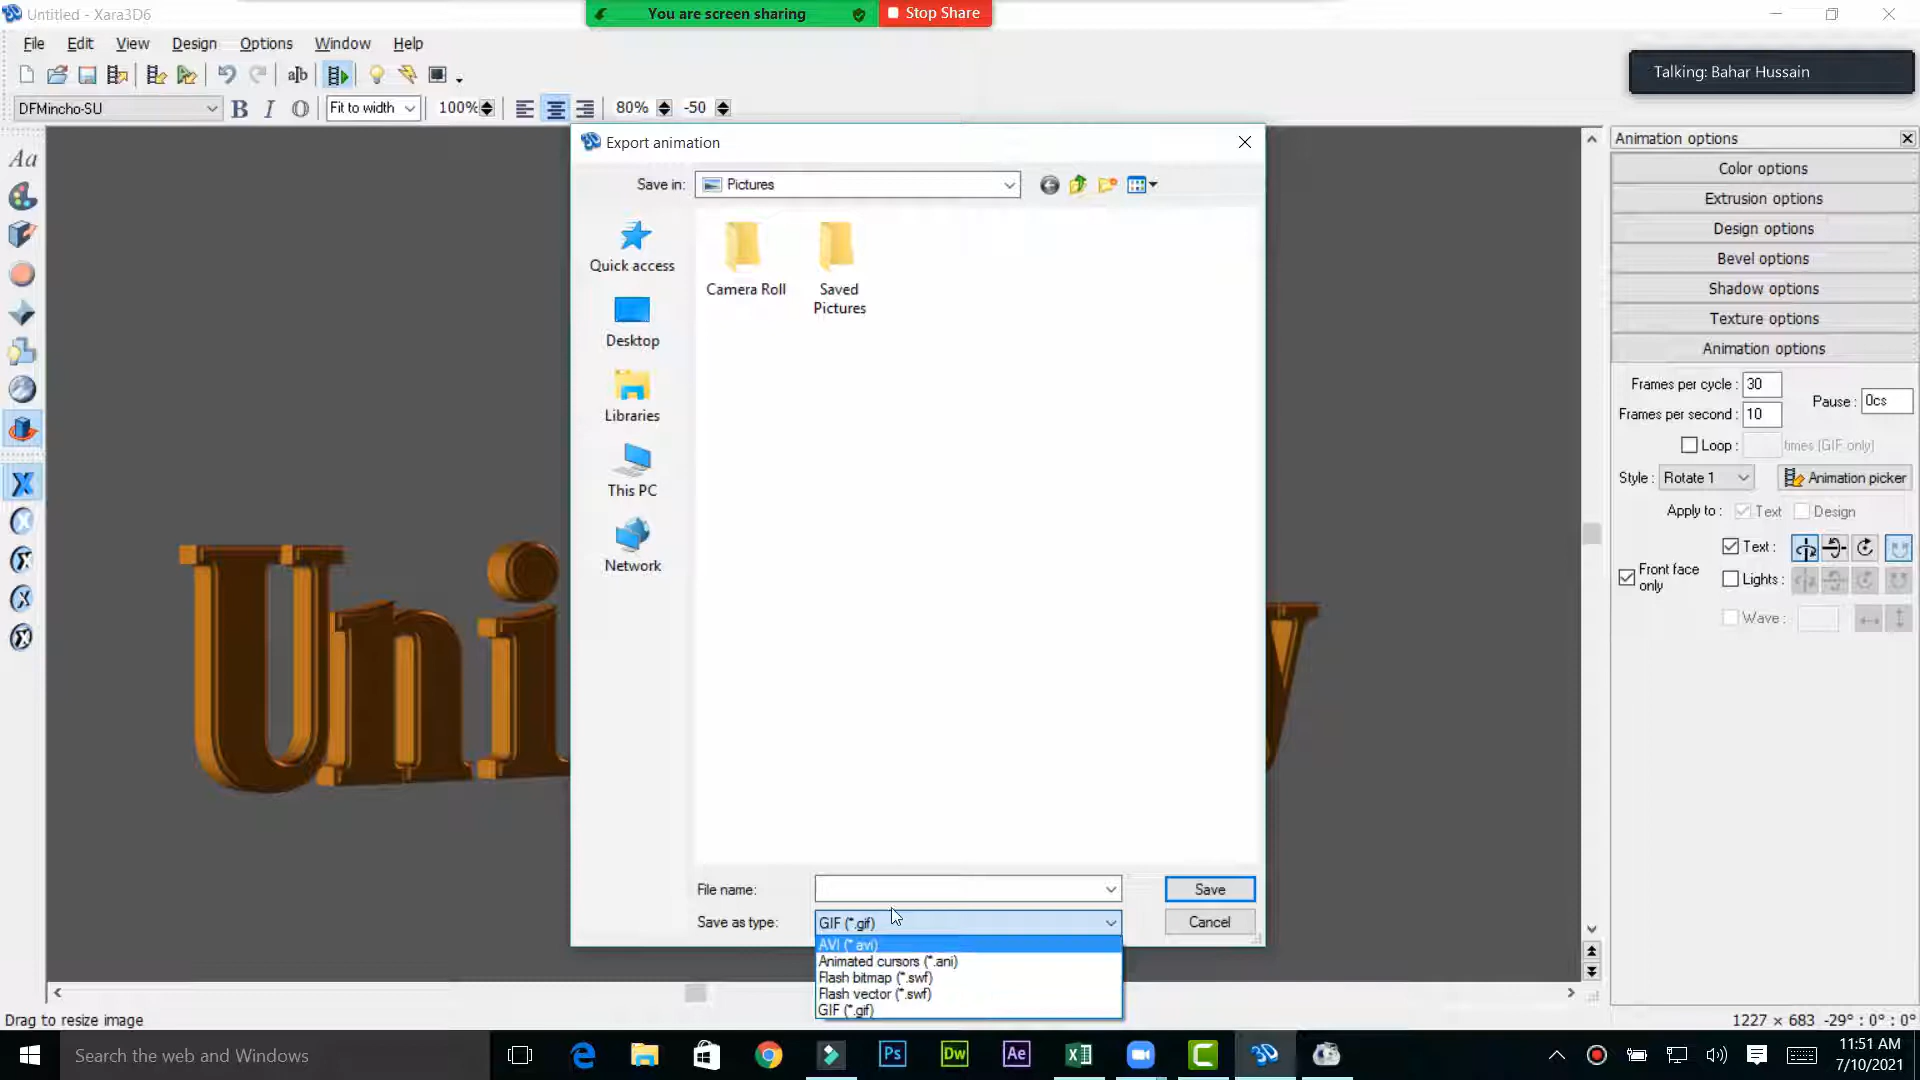 Untitled - Xara3D6
You are screen sharing
Stop Share
File Edit View Design Options Window Help
Talking: Bahar Hussain
DFMincho-SU
B I O
Fit to width
100%
80%
-50
Export animation
Save in:
Pictures
Quick access
Desktop
Libraries
This PC
Network
Camera Roll
Saved
Pictures
File name:
Save
Save as type:
GIF (*.gif)
Cancel
AVI (*.avi)
Animated cursors (*.ani)
Flash bitmap (*.swf)
Flash vector (*.swf)
GIF (*.gif)
Uni
y
Animation options
Color options
Extrusion options
Design options
Bevel options
Shadow options
Texture options
Animation options
Frames per cycle : 30
Pause : 0cs
Frames per second : 10
Loop : times (GIF only)
Style : Rotate 1
Animation picker
Apply to : Text Design
Text :
Front face
only
Lights :
Wave :
Drag to resize image
1227 × 683 -29° : 0° : 0°
Search the web and Windows
Ps
Dw
Ae
11:51 AM
7/10/2021